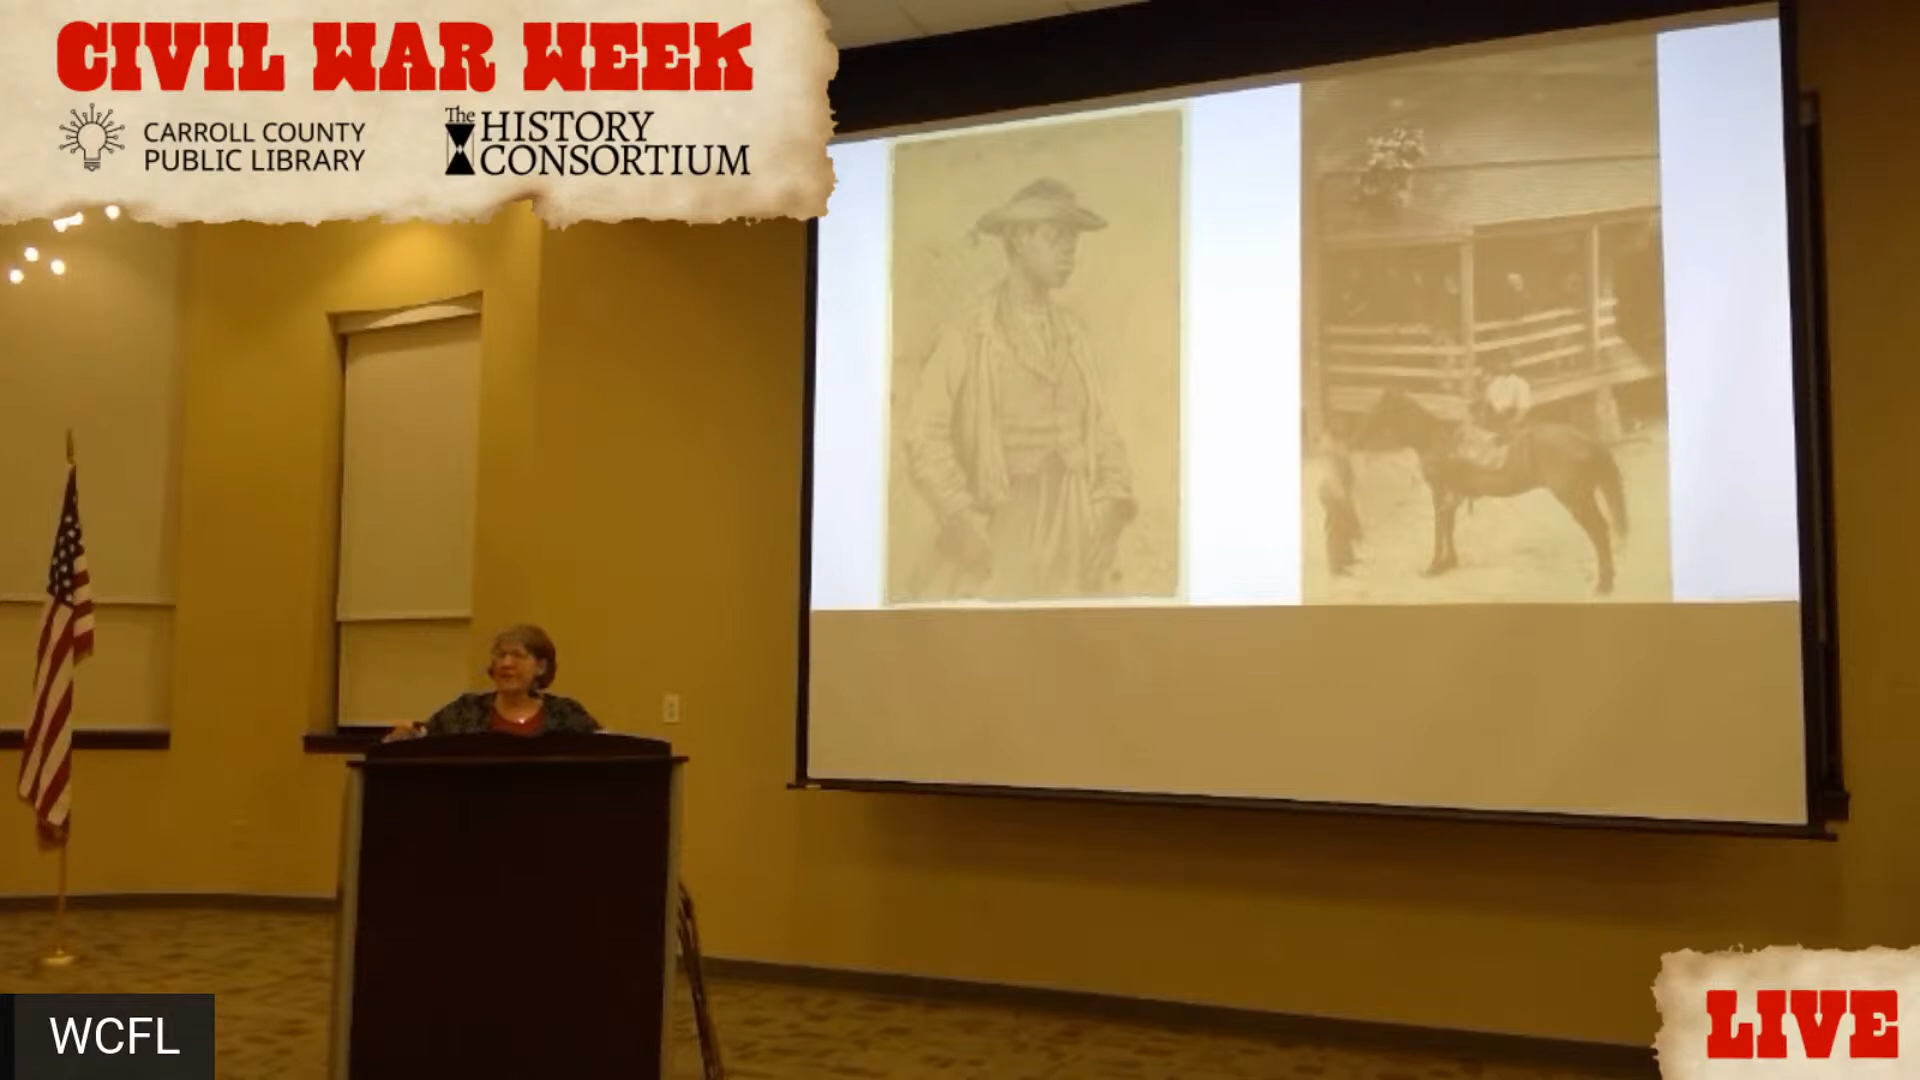 CIVIL WAR WEEK
CARROLL COUNTY
PUBLIC LIBRARY
The
HISTORY
CONSORTIUM
WCFL
LIVE